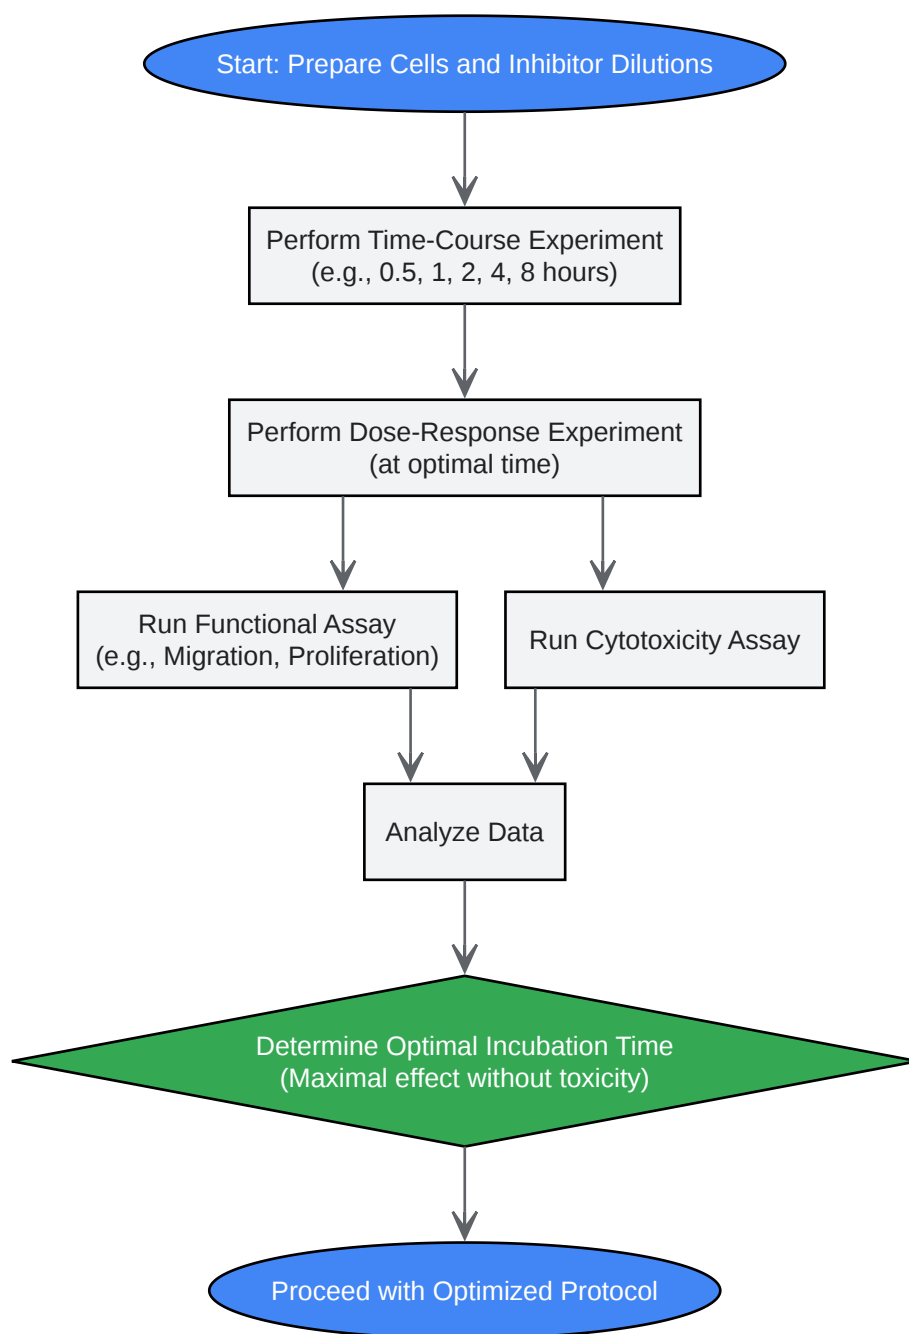 Start: Prepare Cells and Inhibitor Dilutions
Perform Time-Course Experiment
(e.g., 0.5, 1, 2, 4, 8 hours)
Perform Dose-Response Experiment
(at optimal time)
Run Functional Assay
(e.g., Migration, Proliferation)
Run Cytotoxicity Assay
Analyze Data
Determine Optimal Incubation Time
(Maximal effect without toxicity)
Proceed with Optimized Protocol